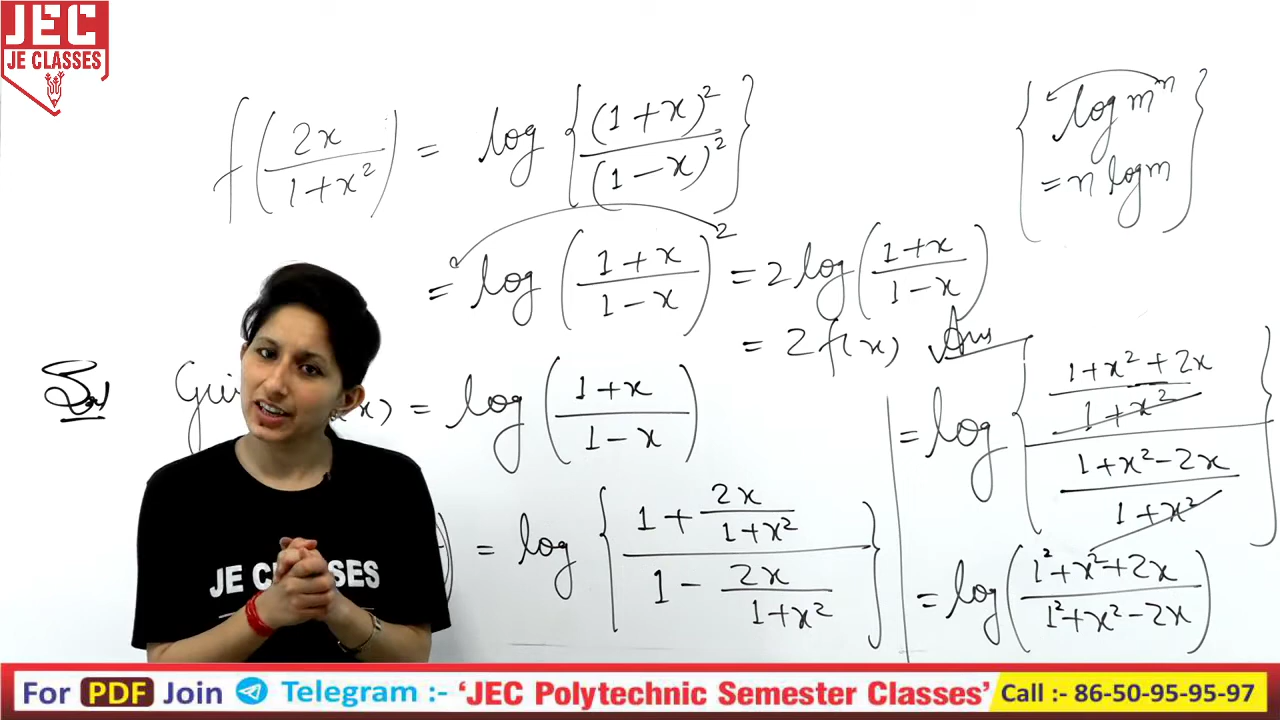 JEC
JE CLASSES
f(2x/(1+x²)) = log {(1+x)²/(1-x)²}
= log ((1+x)/(1-x))² = 2 log ((1+x)/(1-x))
= 2f(x) Ans
{log mⁿ
= n log m}
Sol Giv (x) = log ((1+x)/(1-x))
= log {(1 + 2x/(1+x²))/(1 - 2x/(1+x²))}
= log {((1+x²+2x)/(1+x²))/((1+x²-2x)/(1+x²))}
= log ((1²+x²+2x)/(1²+x²-2x))
JE CLASSES
For PDF Join Telegram :- ‘JEC Polytechnic Semester Classes’ Call :- 86-50-95-95-97